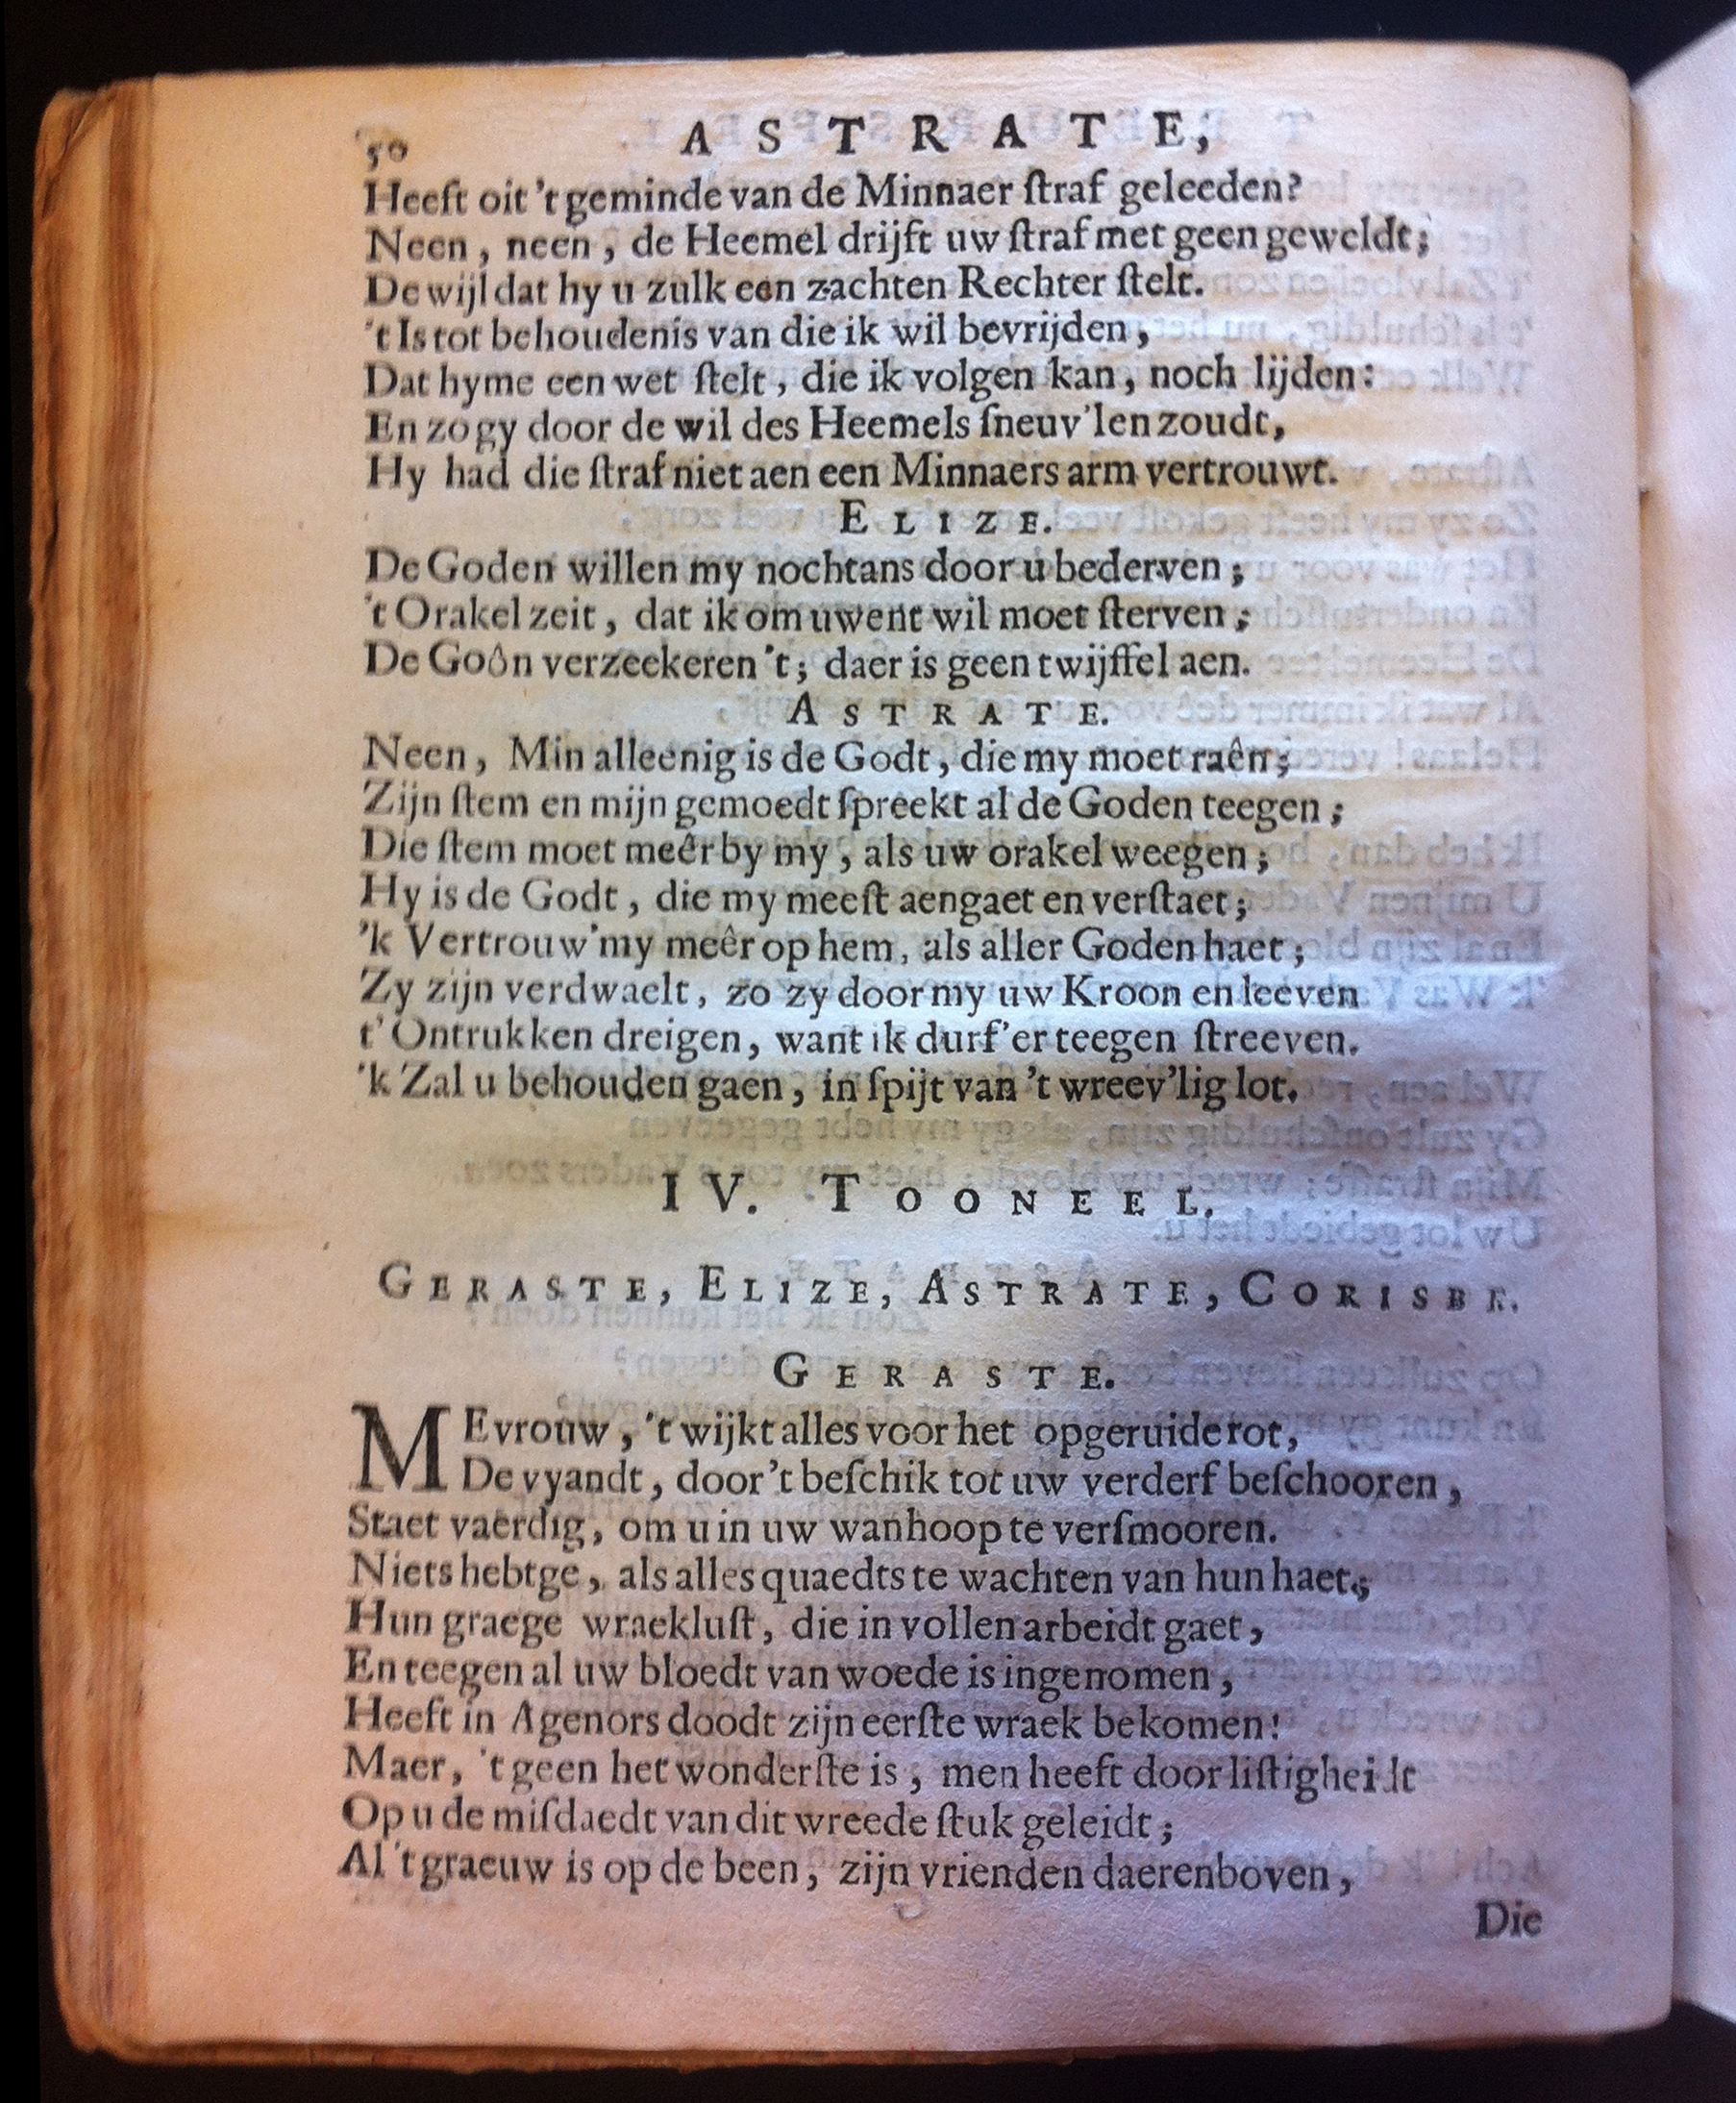 50 ASTRATE,
Heeft oit 't geminde van de Minnaer ſtraf geleeden?
Neen, neen, de Heemel drijft uw ſtraf met geen geweldt;
De wijl dat hy u zulk een zachten Rechter ſtelt.
't Is tot behoudenis van die ik wil bevrijden,
Dat hy me een wet ſtelt, die ik volgen kan, noch lijden:
En zo gy door de wil des Heemels ſneuv'len zoudt,
Hy had die ſtraf niet aen een Minnaers arm vertrouwt.
ELIZE.
De Goden willen my nochtans door u bederven;
't Orakel zeit, dat ik om uwent wil moet ſterven;
De Goôn verzeekeren 't; daer is geen twijffel aen.
ASTRATE.
Neen, Min alleenig is de Godt, die my moet raên;
Zijn ſtem en mijn gemoedt ſpreekt al de Goden teegen;
Die ſtem moet meêr by my, als uw orakel weegen;
Hy is de Godt, die my meeſt aengaet en verſtaet;
'k Vertrouw' my meêr op hem, als aller Goden haet;
Zy zijn verdwaelt, zo zy door my uw Kroon en leeven
t' Ontrukken dreigen, want ik durf 'er teegen ſtreeven.
'k Zal u behouden gaen, in ſpijt van 't wreev'lig lot.
IV. TOONEEL.
GERASTE, ELIZE, ASTRATE, CORISBE.
GERASTE.
MEvrouw, 't wijkt alles voor het opgeruide rot,
De vyandt, door 't beſchik tot uw verderf beſchooren,
Staet vaerdig, om u in uw wanhoop te verſmooren.
Niets hebt ge, als alles quaedts te wachten van hun haet;
Hun graege wraekluſt, die in vollen arbeidt gaet,
En teegen al uw bloedt van woede is ingenomen,
Heeft in Agenors doodt zijn eerſte wraek bekomen!
Maer, 't geen het wonderſte is, men heeft door liſtigheidt
Op u de miſdaedt van dit wreede ſtuk geleidt;
Al 't graeuw is op de been, zijn vrienden daerenboven,
Die